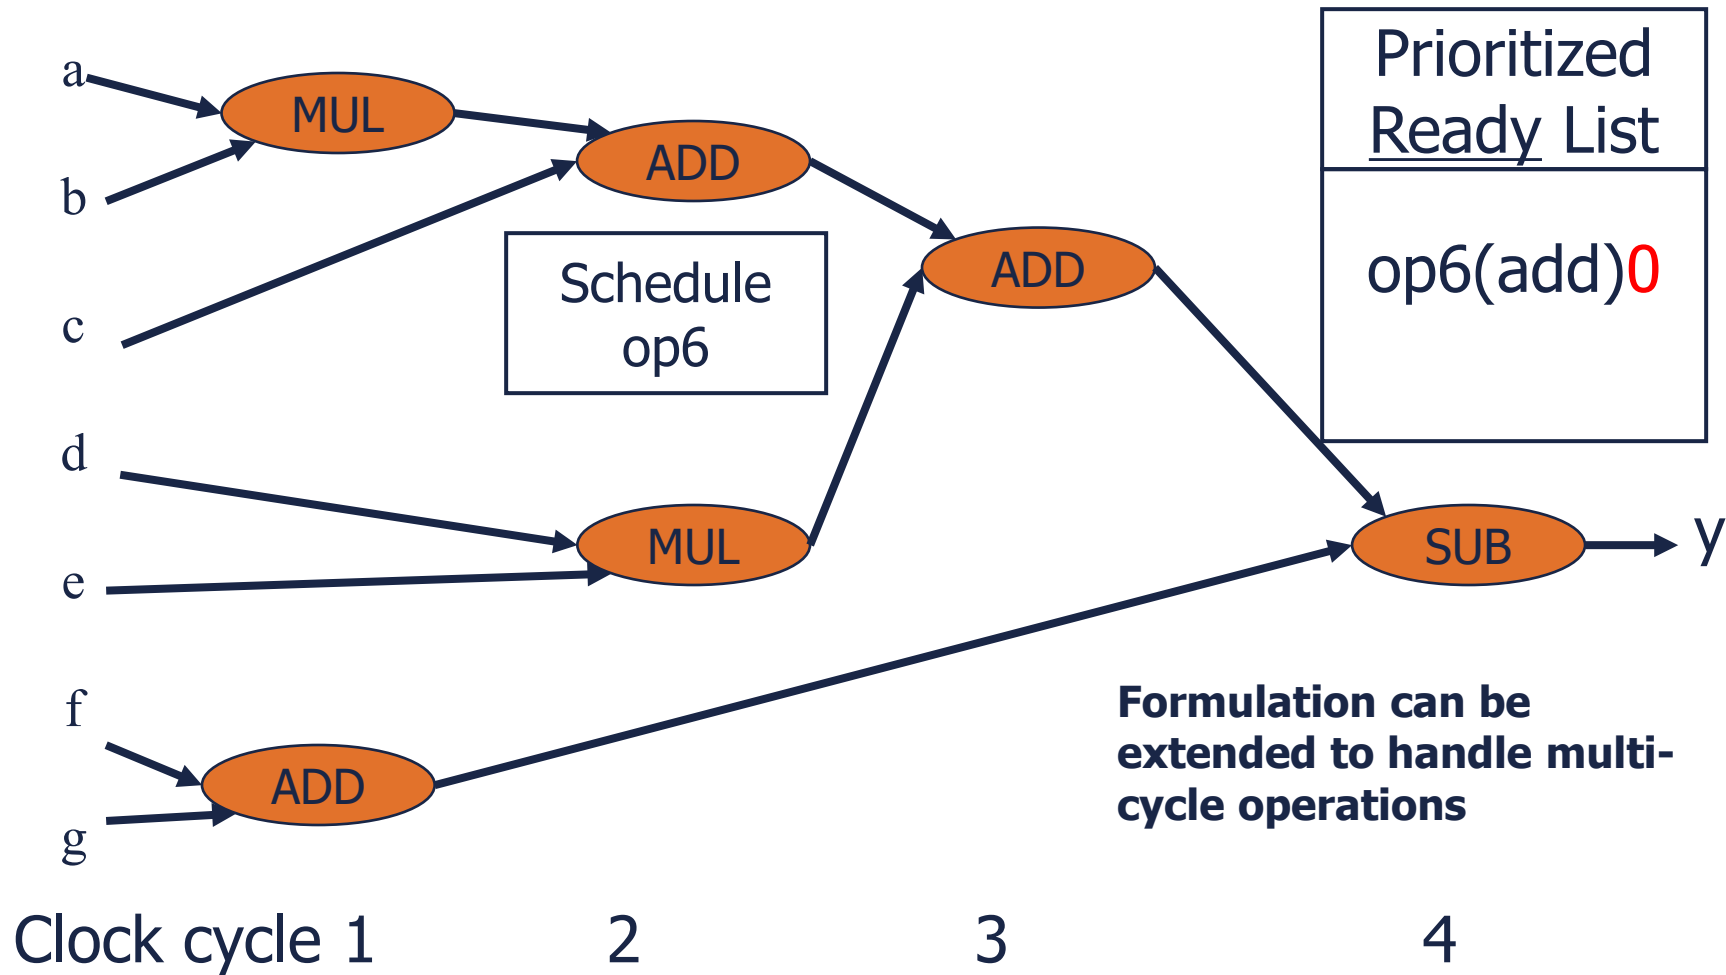 Prioritized
Ready List
op6(add)0
a
MUL
b
ADD
c
Schedule
op6
ADD
d
MUL
e
SUB
y
f
ADD
g
Formulation can be
extended to handle multi-
cycle operations
Clock cycle 1 2 3 4